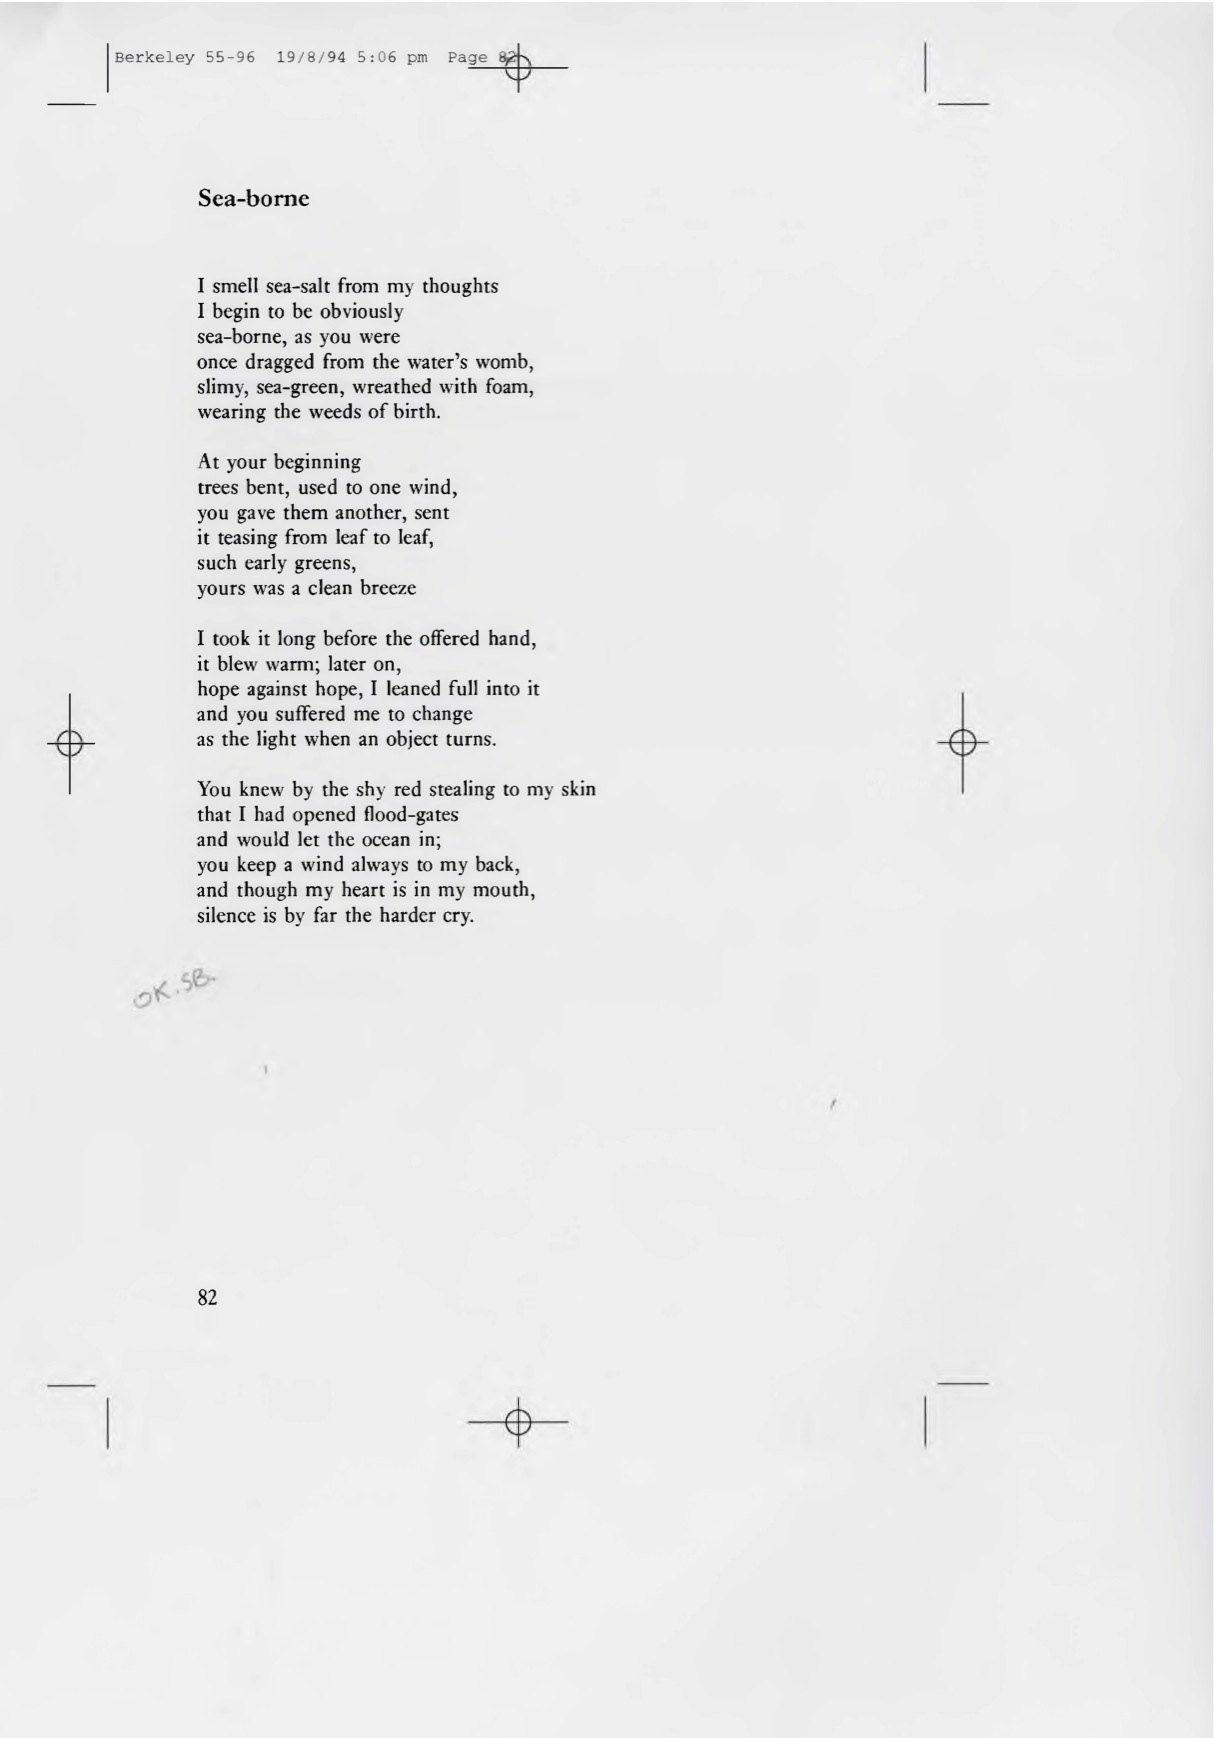 Berkeley 55-96 19/8/94 5:06 pm Page 82
Sea-borne
I smell sea-salt from my thoughts
I begin to be obviously
sea-borne, as you were
once dragged from the water's womb,
slimy, sea-green, wreathed with foam,
wearing the weeds of birth.
At your beginning
trees bent, used to one wind,
you gave them another, sent
it teasing from leaf to leaf,
such early greens,
yours was a clean breeze
I took it long before the offered hand,
it blew warm; later on,
hope against hope, I leaned full into it
and you suffered me to change
as the light when an object turns.
You knew by the shy red stealing to my skin
that I had opened flood-gates
and would let the ocean in;
you keep a wind always to my back,
and though my heart is in my mouth,
silence is by far the harder cry.
OK. SB.
82